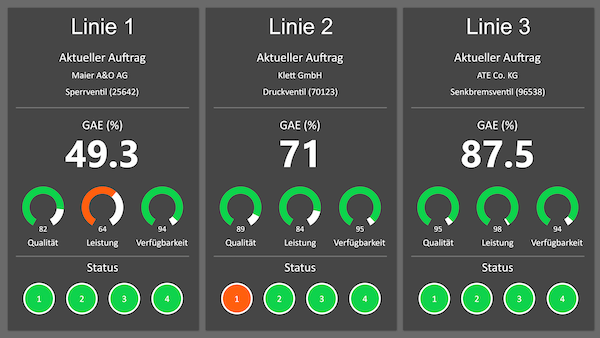 Linie 1
Aktueller Auftrag
Maier A&O AG
Sperrventil (25642)
GAE (%)
49.3
82 64 94
Qualität Leistung Verfügbarkeit
Status
1 2 3 4
Linie 2
Aktueller Auftrag
Klett GmbH
Druckventil (70123)
GAE (%)
71
89 84 95
Qualität Leistung Verfügbarkeit
Status
1 2 3 4
Linie 3
Aktueller Auftrag
ATE Co. KG
Senkbremsventil (96538)
GAE (%)
87.5
95 98 94
Qualität Leistung Verfügbarkeit
Status
1 2 3 4